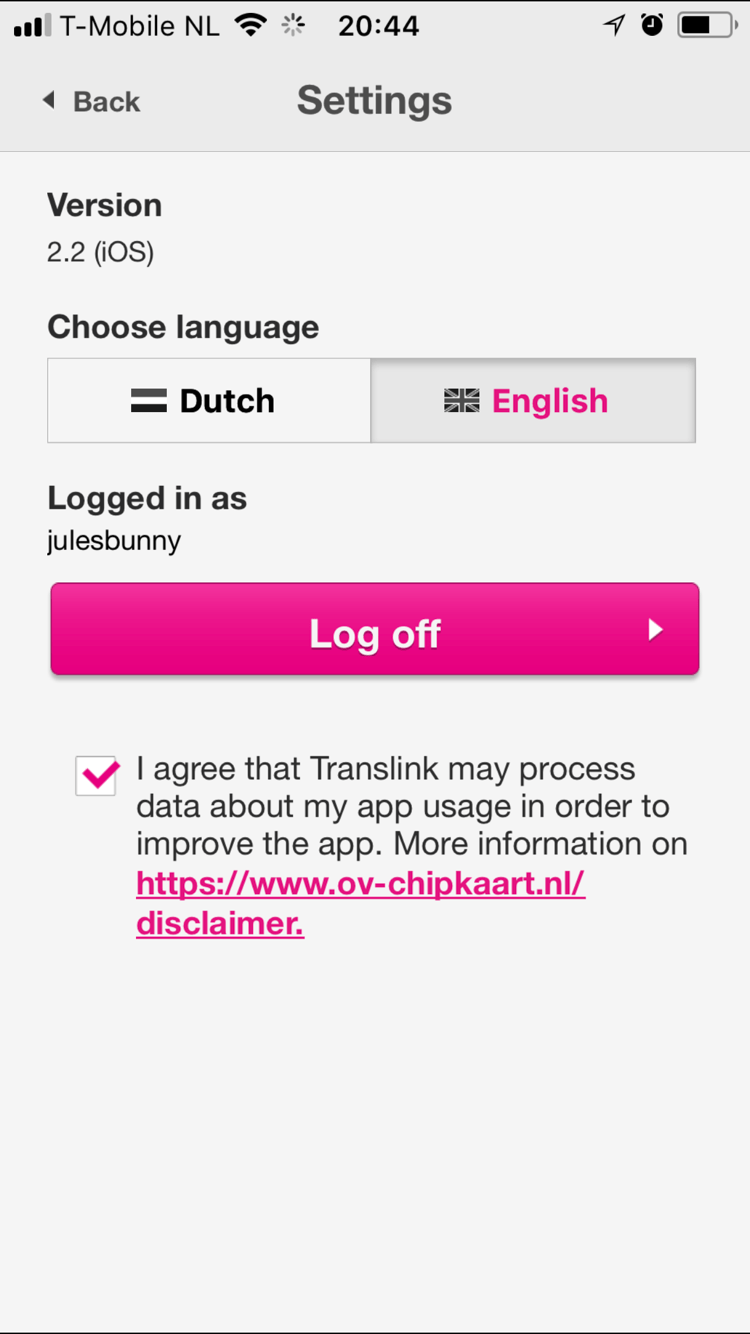 T-Mobile NL 20:44
Back Settings
Version
2.2 (iOS)
Choose language
Dutch English
Logged in as
julesbunny
Log off
I agree that Translink may process
data about my app usage in order to
improve the app. More information on
https://www.ov-chipkaart.nl/
disclaimer.